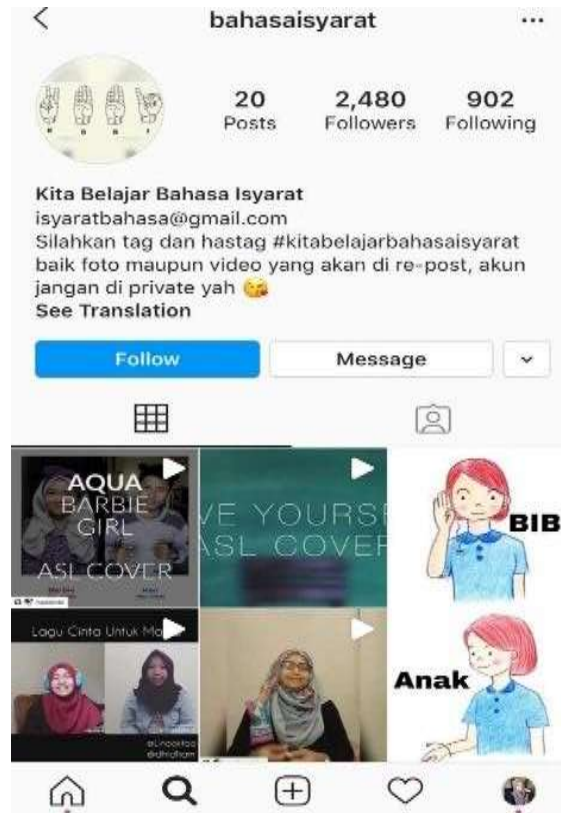 bahasaisyarat
20 2,480 902
Posts Followers Following
Kita Belajar Bahasa Isyarat
isyaratbahasa@gmail.com
Silahkan tag dan hastag #kitabelajarbahasaisyarat
baik foto maupun video yang akan di re-post, akun
jangan di private yah 😘
See Translation
Follow Message
AQUA
BARBIE
GIRL
ASL COVER
VE YOURSE
ASL COVER
BIB
Lagu Cinta Untuk Ma
Anak